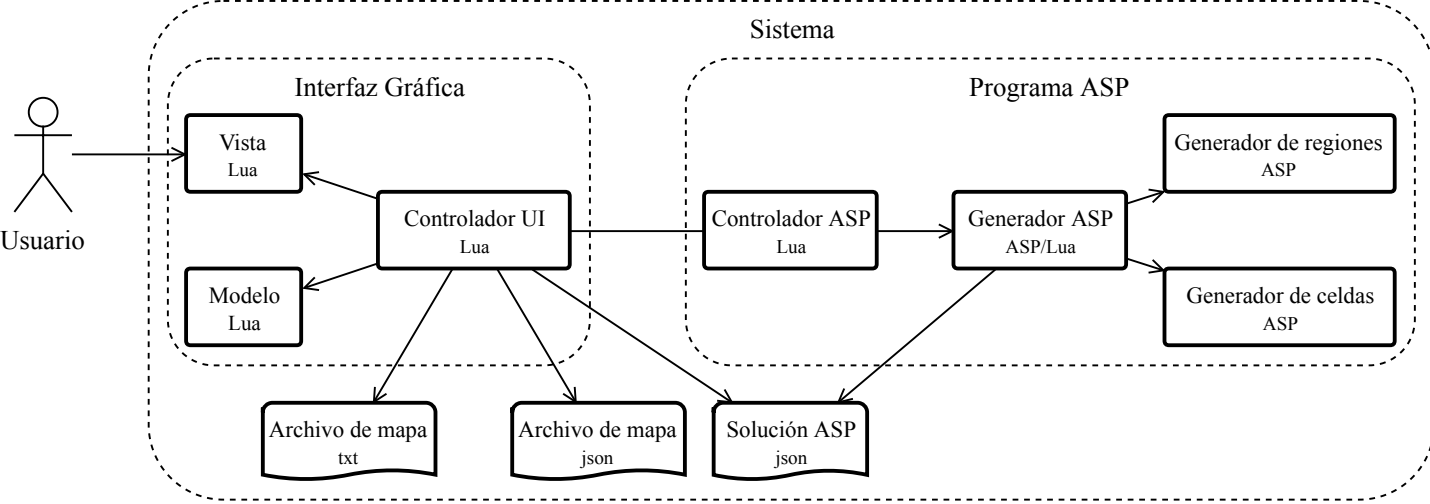 Sistema
Interfaz Gráfica
Programa ASP
Vista
Lua
Generador de regiones
ASP
Usuario
Controlador UI
Lua
Controlador ASP
Lua
Generador ASP
ASP/Lua
Modelo
Lua
Generador de celdas
ASP
Archivo de mapa
txt
Archivo de mapa
json
Solución ASP
json